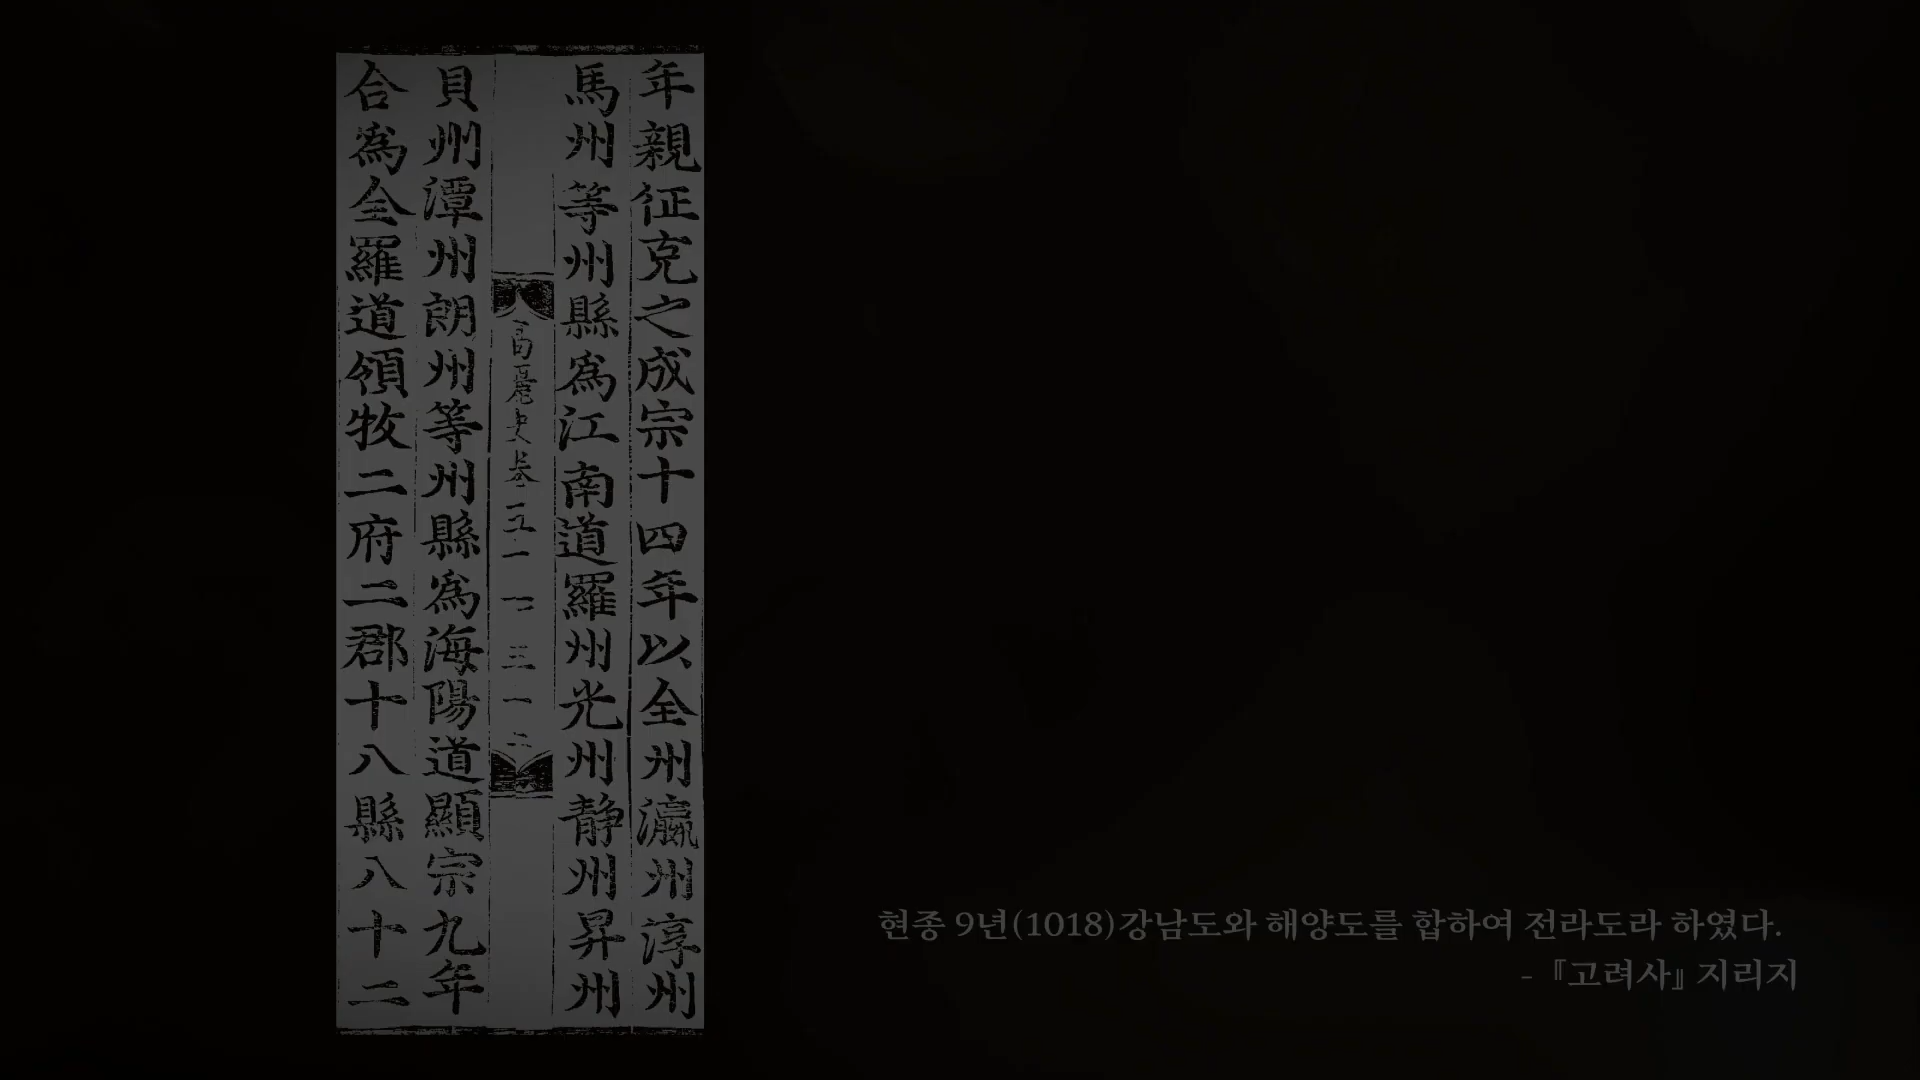 年親征克之成宗十四年以全州瀛州淳州
馬州等州縣爲江南道羅州光州静州昇州
高麗史卷五
貝州潭州朗州等州縣爲海陽道顯宗九年
合爲全羅道領牧二府二郡十八縣八十二
현종 9년(1018)강남도와 해양도를 합하여 전라도라 하였다.
-『고려사』 지리지